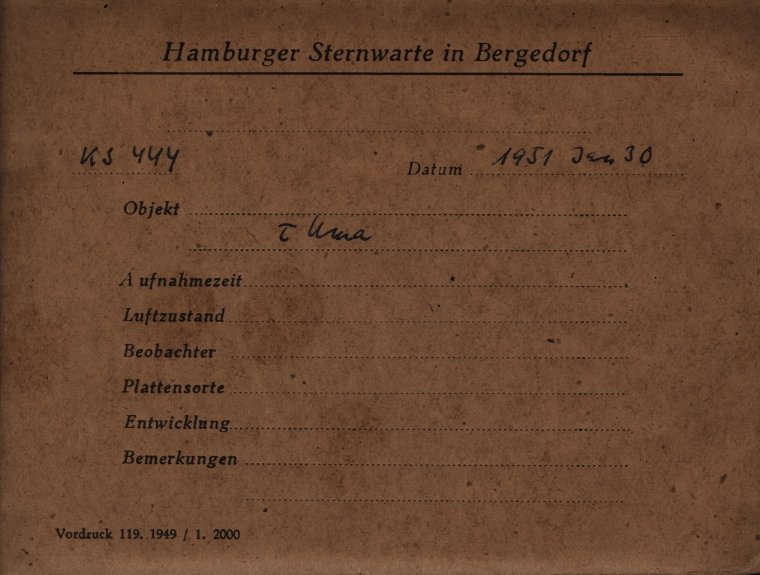 Hamburger Sternwarte in Bergedorf
KS 444 Datum 1951 Jan 30
Objekt
τ Uma
Aufnahmezeit
Luftzustand
Beobachter
Plattensorte
Entwicklung
Bemerkungen
Vordruck 119. 1949 / 1. 2000